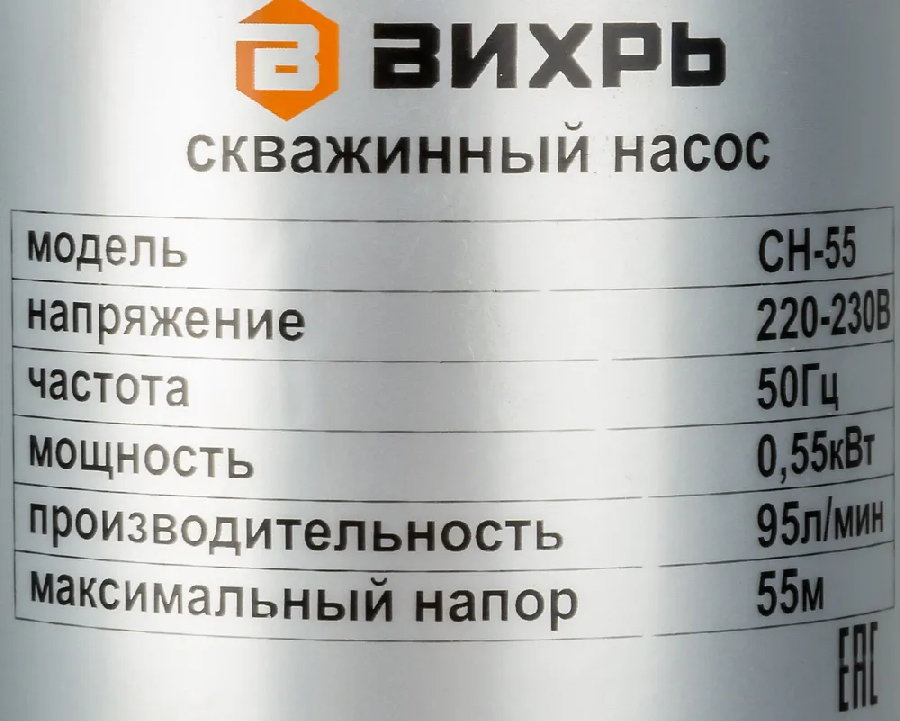 В ВИХРЬ
скважинный насос
модель СН-55
напряжение 220-230В
частота 50Гц
мощность 0,55кВт
производительность 95л/мин
максимальный напор 55м
ЕАС